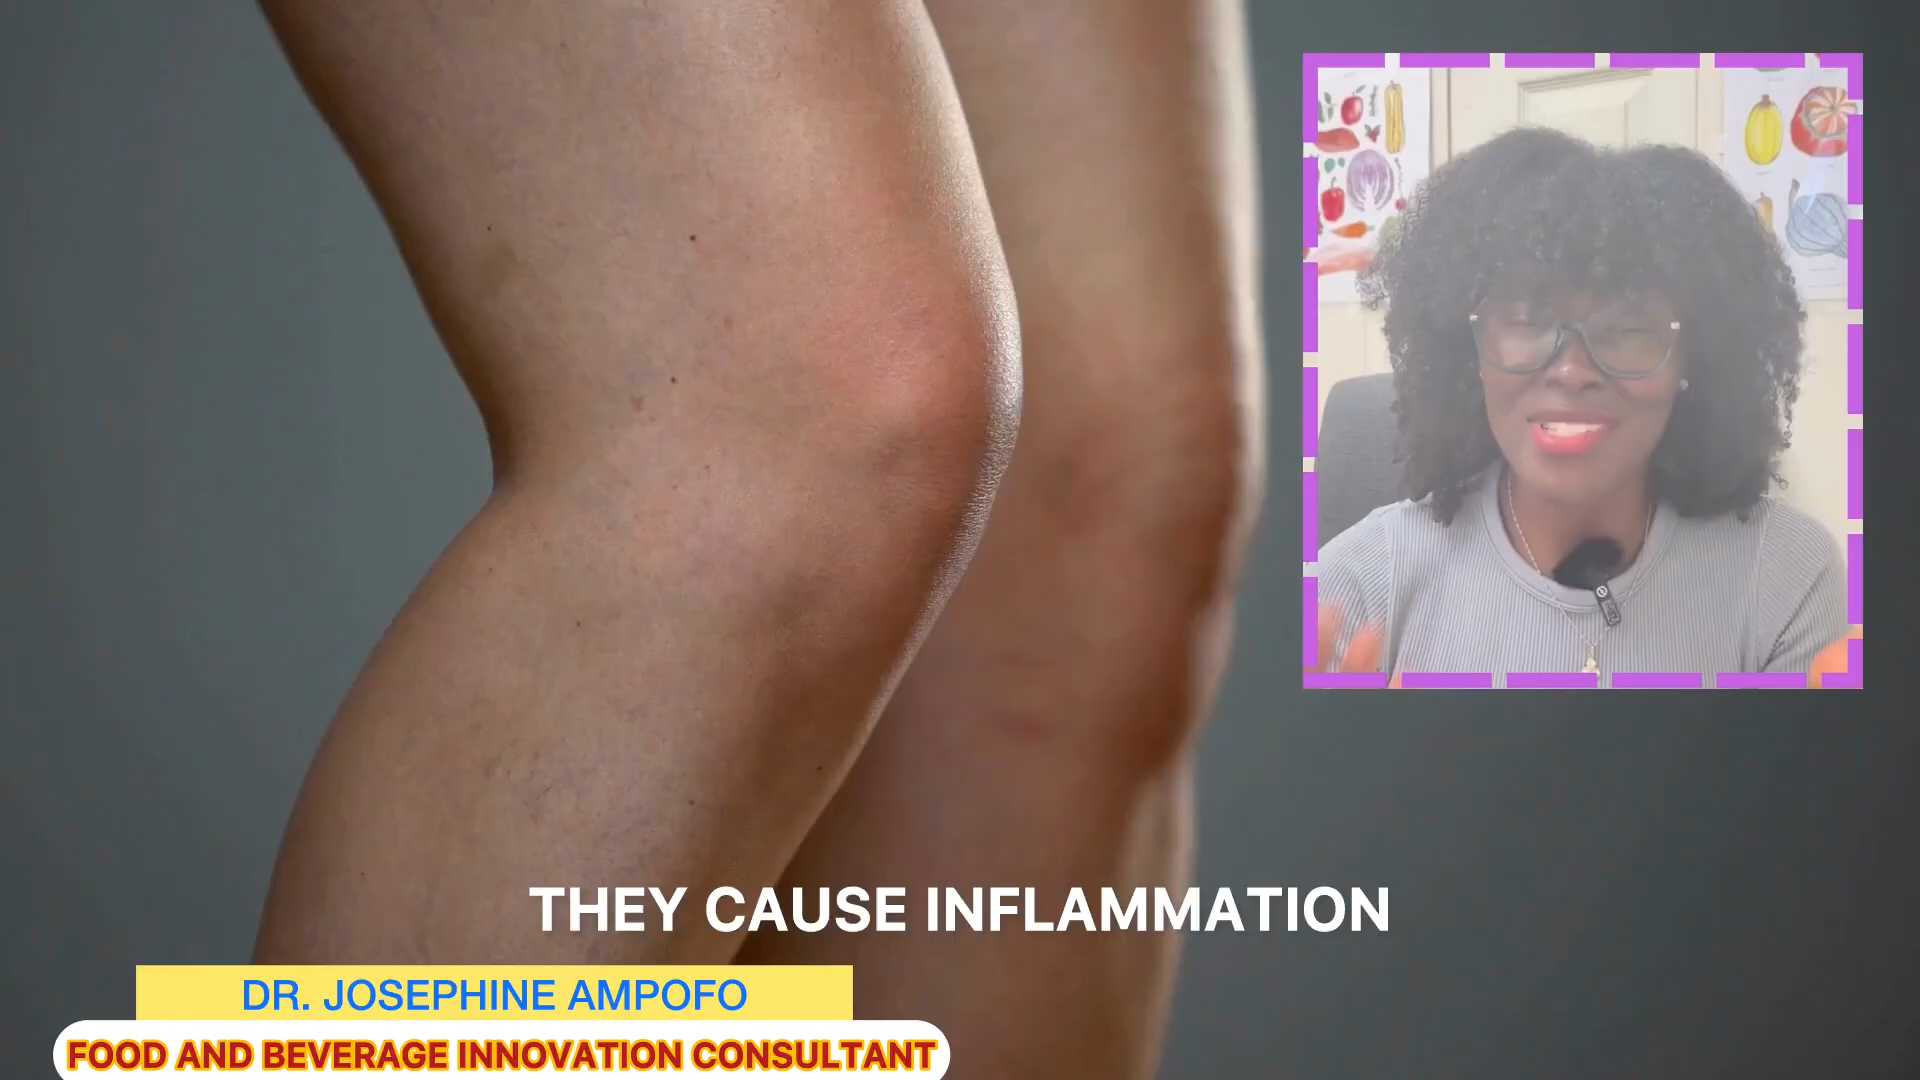 THEY CAUSE INFLAMMATION
DR. JOSEPHINE AMPOFO
FOOD AND BEVERAGE INNOVATION CONSULTANT